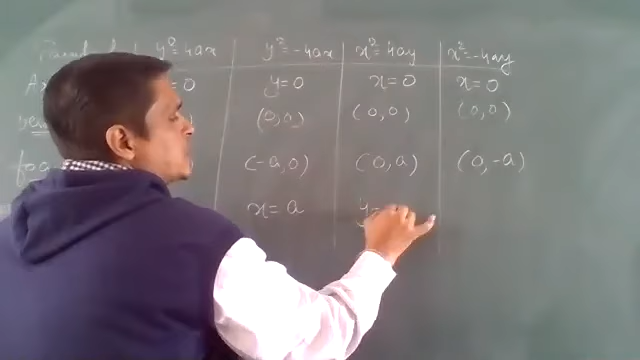 y²=4ax y²=-4ax x²=4ay x²=-4ay
=0 y=0 x=0 x=0
(0,0) (0,0) (0,0)
(-a,0) (0,a) (0,-a)
x=a y=